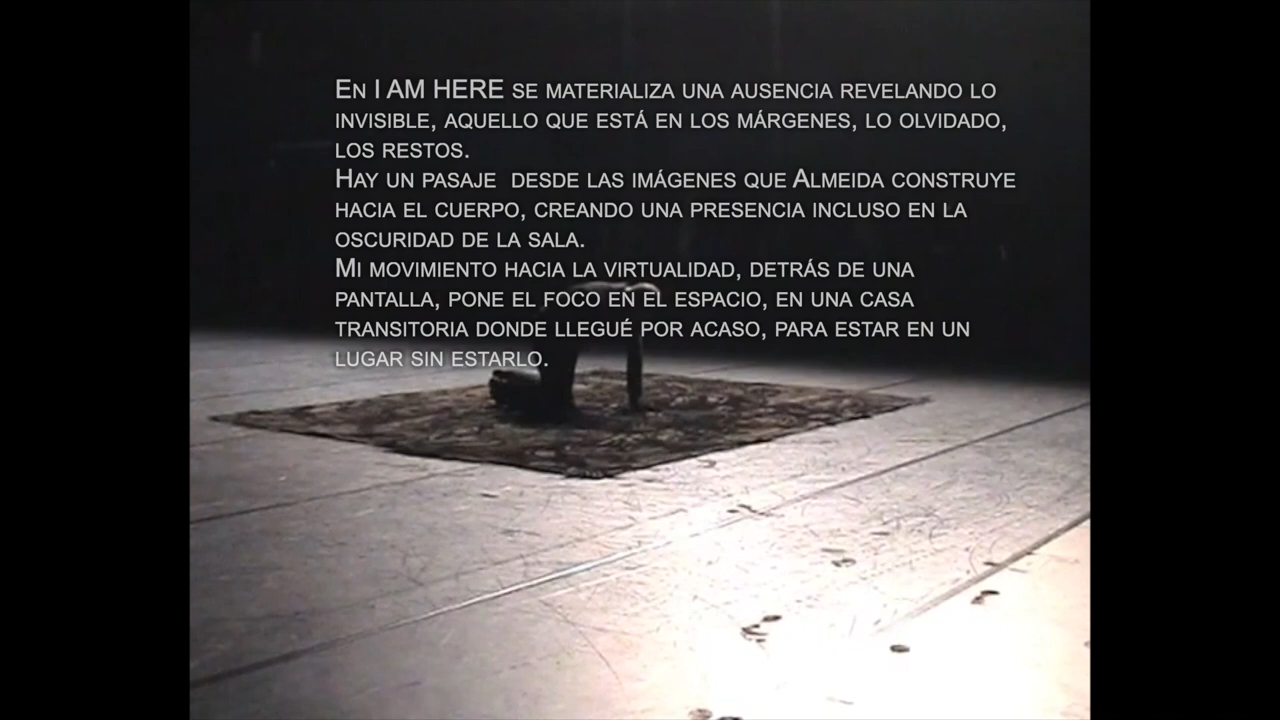 En I AM HERE se materializa una ausencia revelando lo
invisible, aquello que está en los márgenes, lo olvidado,
los restos.
Hay un pasaje  desde las imágenes que Almeida construye
hacia el cuerpo, creando una presencia incluso en la
oscuridad de la sala.
Mi movimiento hacia la virtualidad, detrás de una
pantalla, pone el foco en el espacio, en una casa
transitoria donde llegué por acaso, para estar en un
lugar sin estarlo.